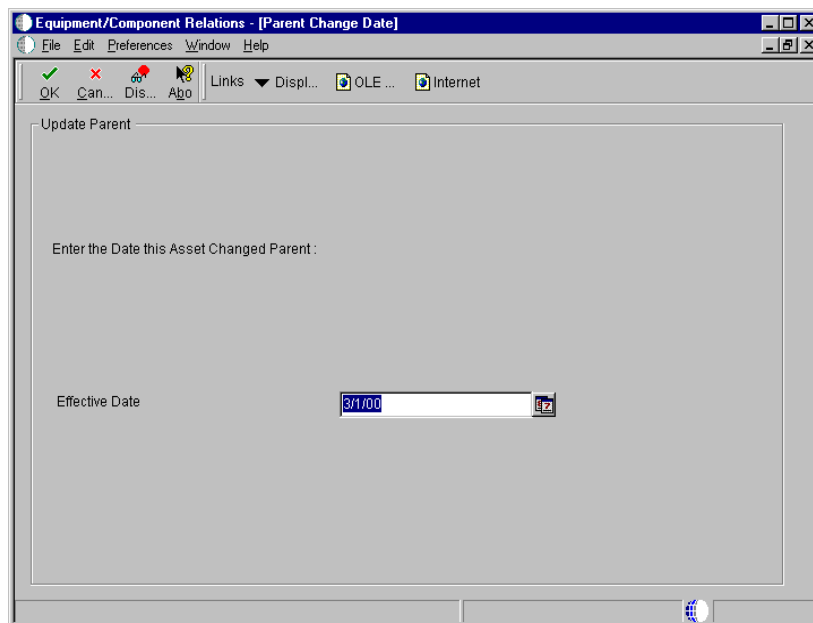 Equipment/Component Relations - [Parent Change Date]
File Edit Preferences Window Help
OK Can... Dis... Abo Links Displ... OLE ... Internet
Update Parent
Enter the Date this Asset Changed Parent :
Effective Date 3/1/00